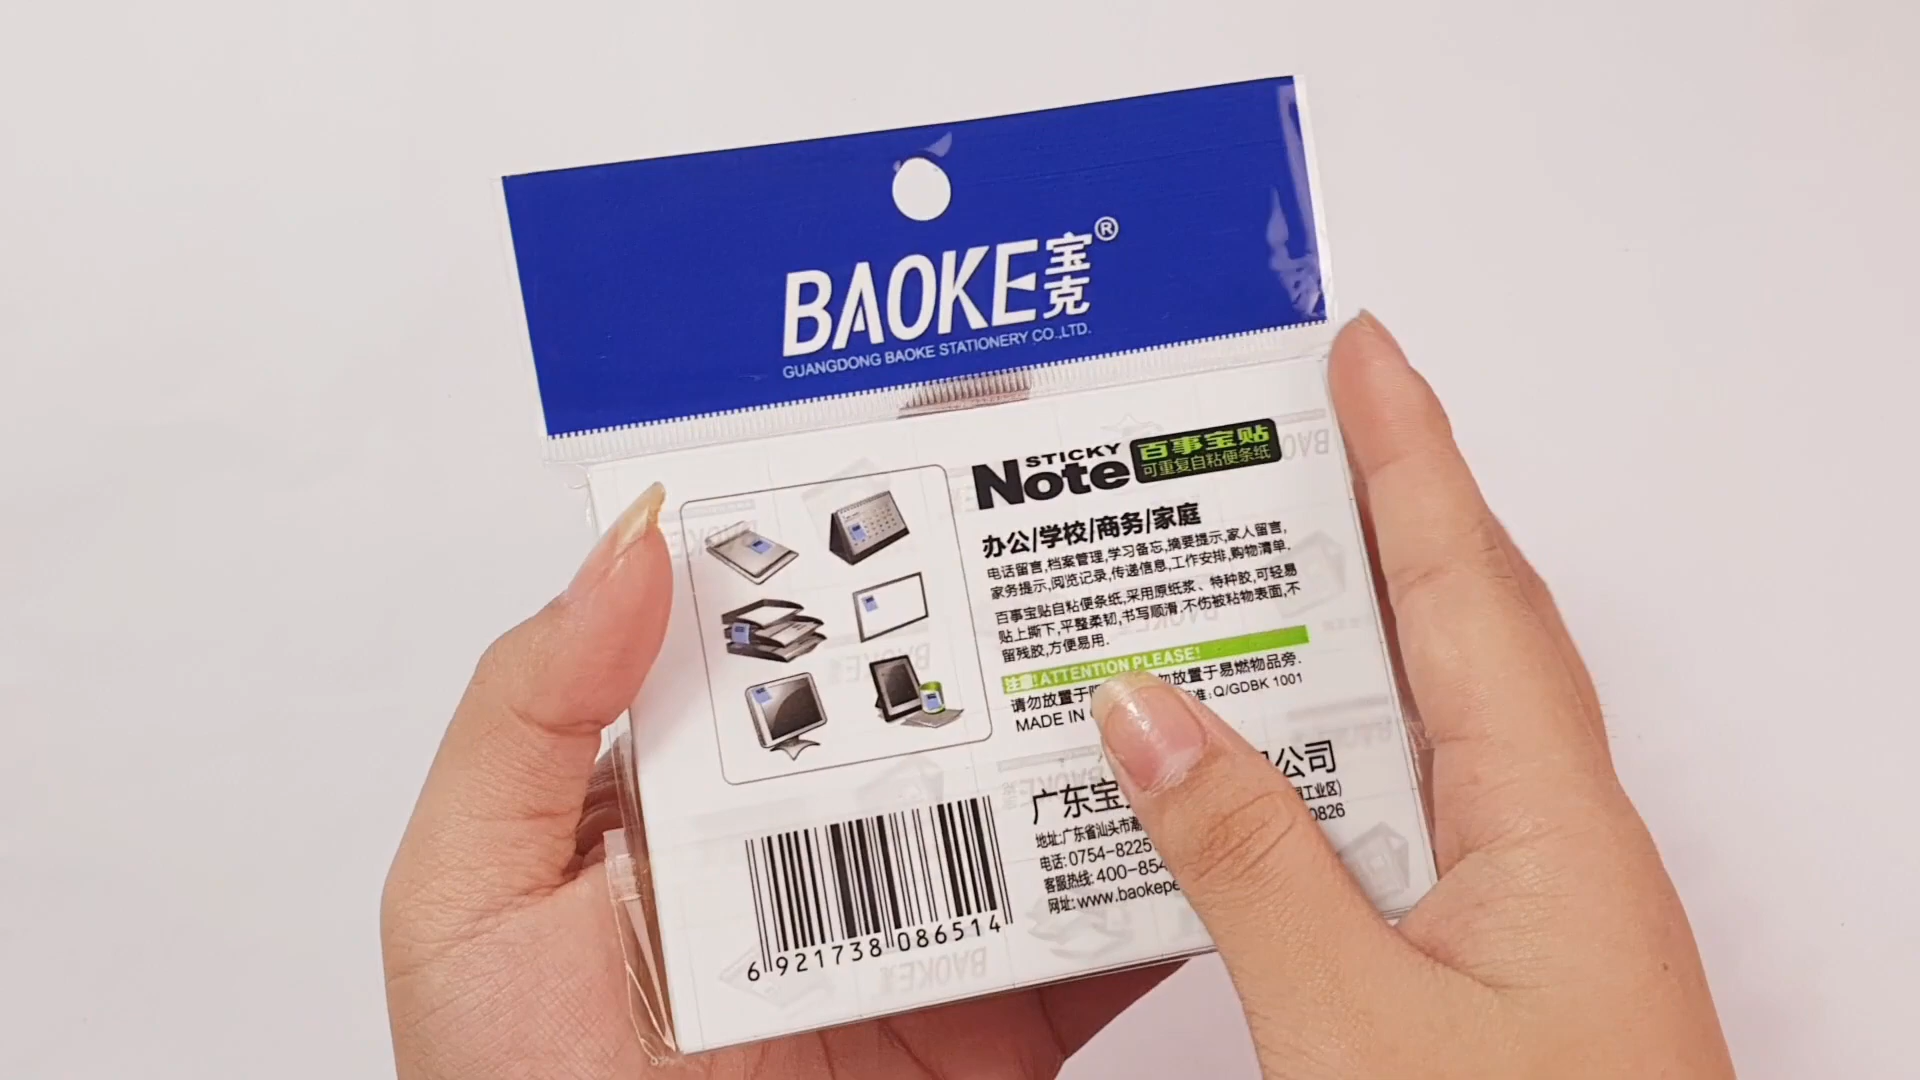 BAOKE宝克®
GUANGDONG BAOKE STATIONERY CO.,LTD.
STICKY Note 百事宝贴
可重复自粘便条纸
办公/学校/商务/家庭
电话留言,档案管理,学习备忘,摘要提示,家人留言,
家务提示,阅览记录,传递信息,工作安排,购物清单.
百事宝贴自粘便条纸,采用原纸浆、特种胶,可轻易
贴上撕下,平整柔韧,书写顺滑,不伤被粘物表面,不
留残胶,方便易用.
注意! ATTENTION PLEASE!
请勿放置于 勿放置于易燃物品旁.
MADE IN 准:Q/GDBK 1001
广东宝 公司
地址:广东省汕头市潮 工业区)
电话:0754-8225 0826
客服热线:400-854
网址:www.baokepe
6 921738 086514